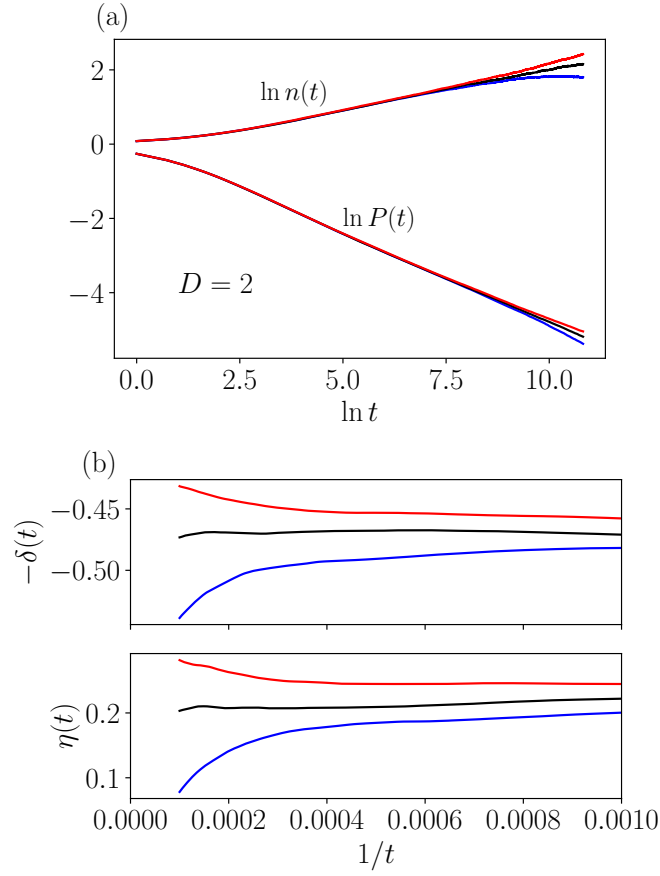 (a)
2
ln n(t)
0
−2
ln P(t)
−4
D = 2
0.0 2.5 5.0 7.5 10.0
ln t
(b)
−0.45
−δ(t)
−0.50
0.2
η(t)
0.1
0.0000 0.0002 0.0004 0.0006 0.0008 0.0010
1/t